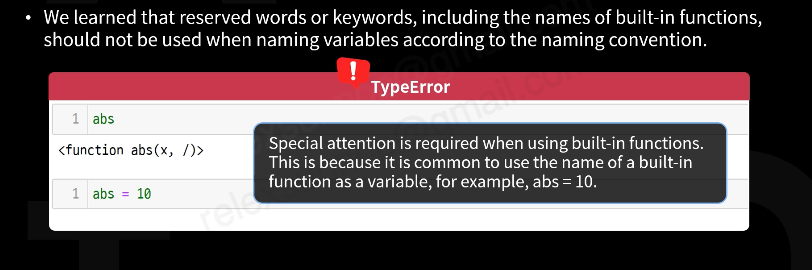 • We learned that reserved words or keywords, including the names of built-in functions,
should not be used when naming variables according to the naming convention.
!
TypeError
1 abs
<function abs(x, /)>
Special attention is required when using built-in functions.
This is because it is common to use the name of a built-in
function as a variable, for example, abs = 10.
1 abs = 10